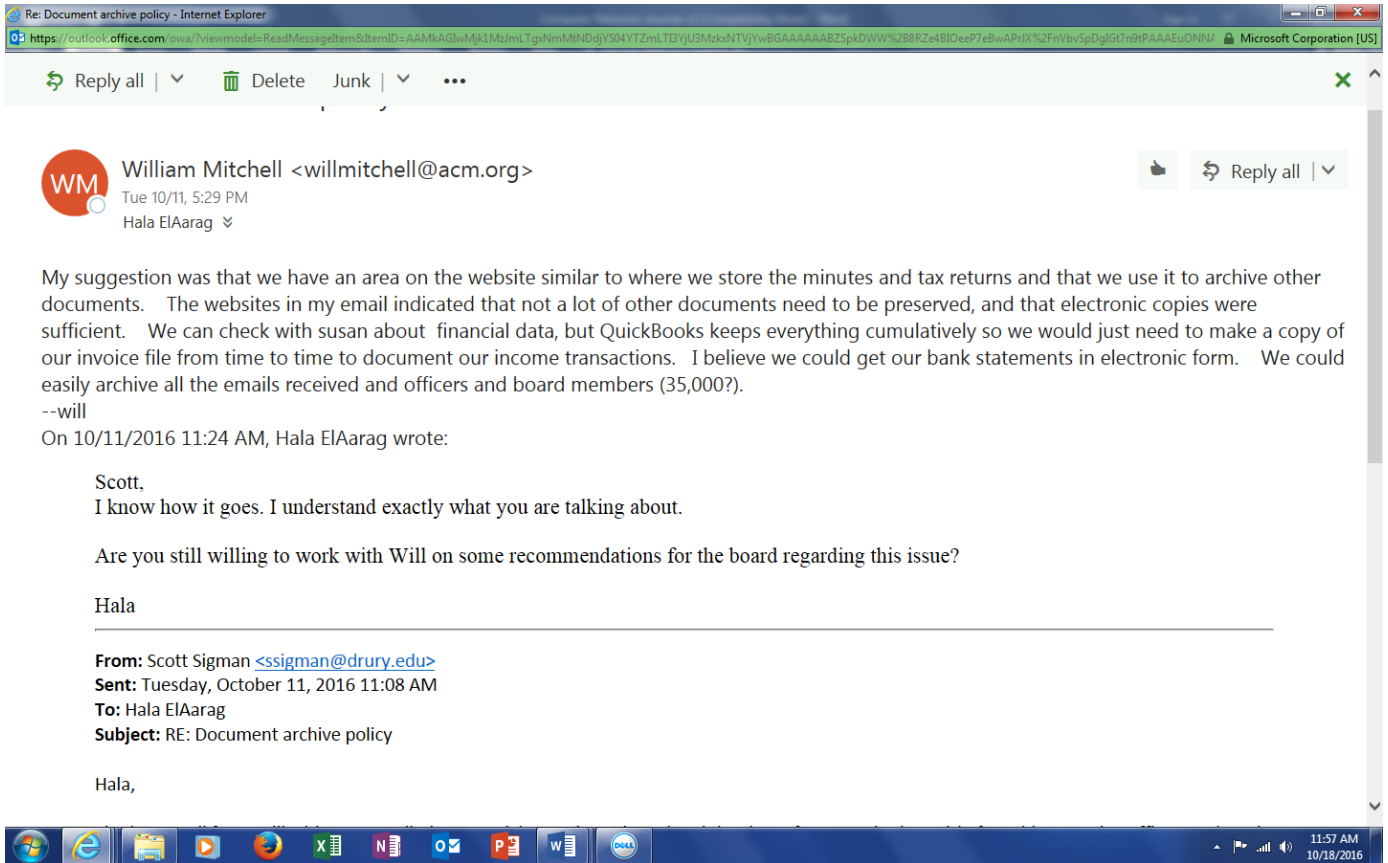 Re: Document archive policy - Internet Explorer
Microsoft Corporation [US]
Reply all | Delete Junk | •••
WM
William Mitchell <willmitchell@acm.org>
Reply all |
Tue 10/11, 5:29 PM
Hala ElAarag
My suggestion was that we have an area on the website similar to where we store the minutes and tax returns and that we use it to archive other
documents. The websites in my email indicated that not a lot of other documents need to be preserved, and that electronic copies were
sufficient. We can check with susan about financial data, but QuickBooks keeps everything cumulatively so we would just need to make a copy of
our invoice file from time to time to document our income transactions. I believe we could get our bank statements in electronic form. We could
easily archive all the emails received and officers and board members (35,000?).
--will
On 10/11/2016 11:24 AM, Hala ElAarag wrote:
Scott,
I know how it goes. I understand exactly what you are talking about.
Are you still willing to work with Will on some recommendations for the board regarding this issue?
Hala
From: Scott Sigman <ssigman@drury.edu>
Sent: Tuesday, October 11, 2016 11:08 AM
To: Hala ElAarag
Subject: RE: Document archive policy
Hala,
DELL
11:57 AM
10/18/2016